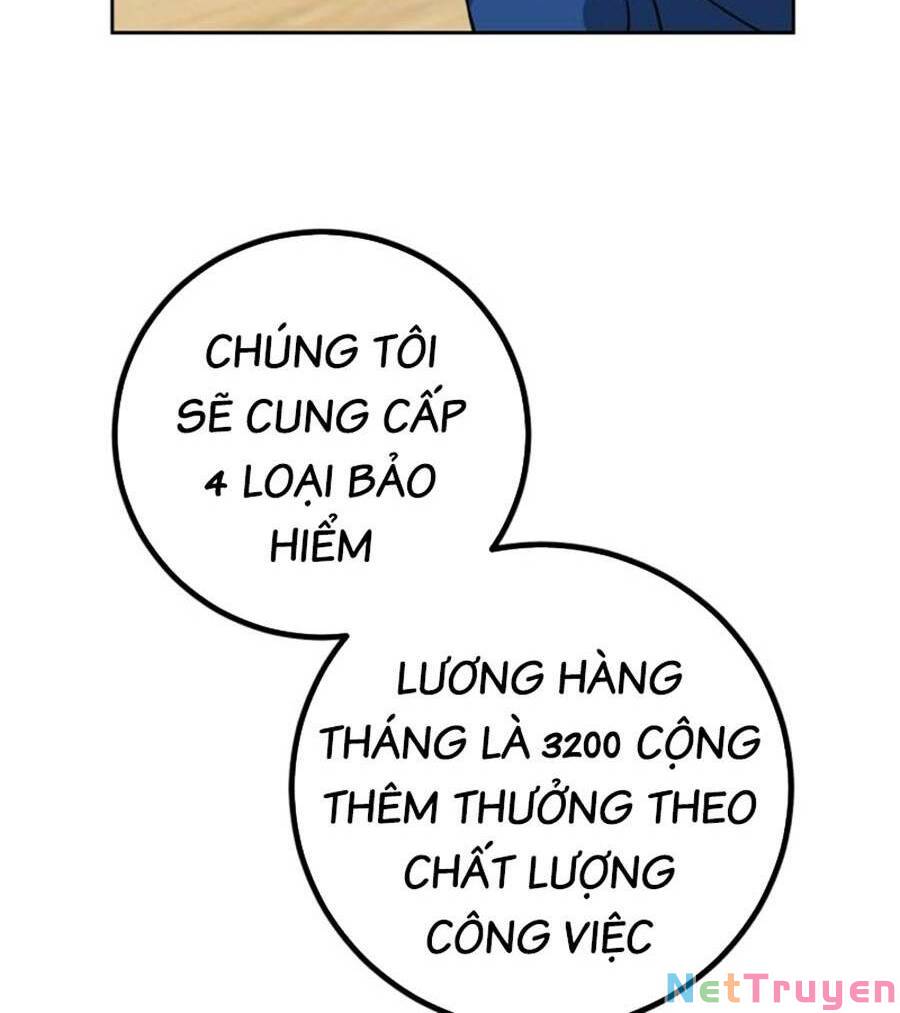 CHÚNG TÔI
SẼ CUNG CẤP
4 LOẠI BẢO
HIỂM
LƯƠNG HÀNG
THÁNG LÀ 3200 CỘNG
THÊM THƯỞNG THEO
CHẤT LƯỢNG
CÔNG VIỆC
NetTruyen